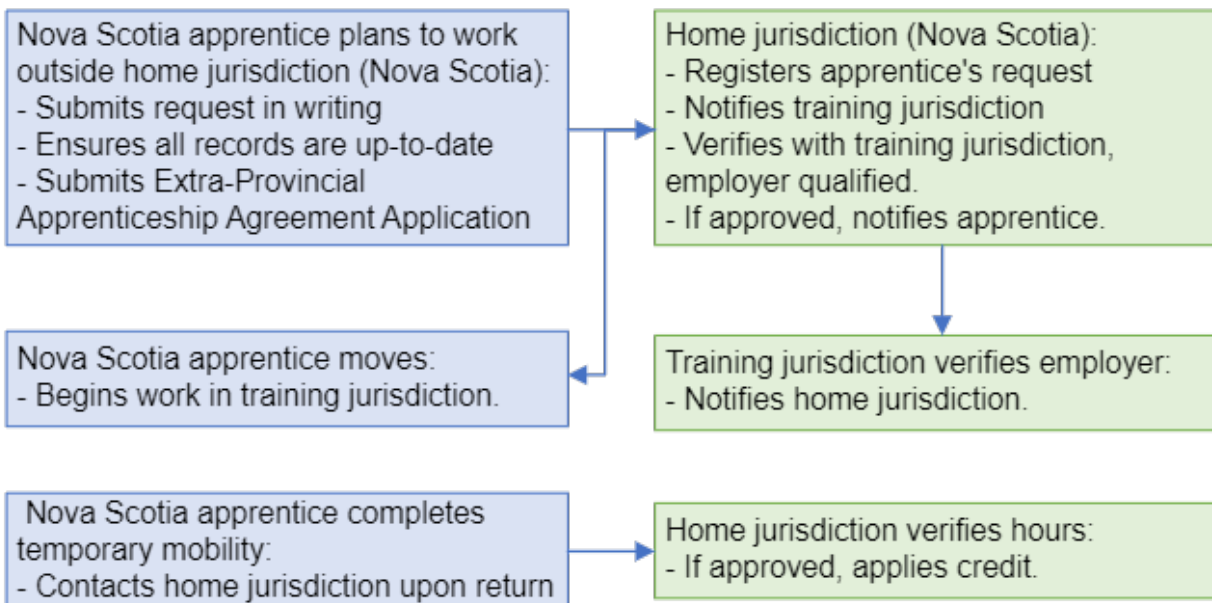 Nova Scotia apprentice plans to work
outside home jurisdiction (Nova Scotia):
- Submits request in writing
- Ensures all records are up-to-date
- Submits Extra-Provincial
Apprenticeship Agreement Application
Home jurisdiction (Nova Scotia):
- Registers apprentice's request
- Notifies training jurisdiction
- Verifies with training jurisdiction,
employer qualified.
- If approved, notifies apprentice.
Nova Scotia apprentice moves:
- Begins work in training jurisdiction.
Training jurisdiction verifies employer:
- Notifies home jurisdiction.
Nova Scotia apprentice completes
temporary mobility:
- Contacts home jurisdiction upon return
Home jurisdiction verifies hours:
- If approved, applies credit.